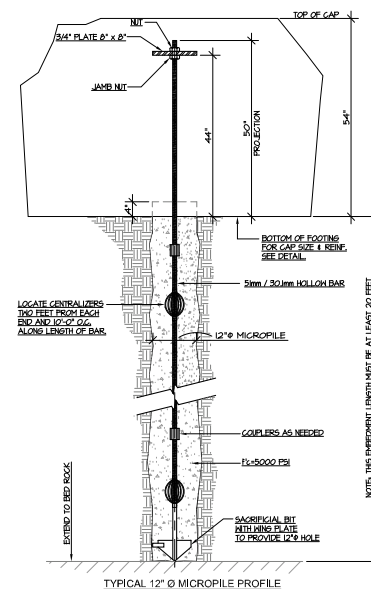 TOP OF CAP
NUT
3/4" PLATE 8" x 8"
JAMB NUT
44"
50"
PROJECTION
54"
4"
BOTTOM OF FOOTING
FOR CAP SIZE & REINF.
SEE DETAIL.
51mm / 30.1mm HOLLOW BAR
LOCATE CENTRALIZERS
TWO FEET FROM EACH
END AND 10'-0" O.C.
ALONG LENGTH OF BAR.
12"Φ MICROPILE
COUPLERS AS NEEDED
f'c=5000 PSI
EXTEND TO BED ROCK
SACRIFICIAL BIT
WITH WING PLATE
TO PROVIDE 12"Φ HOLE
NOTE: THIS EMBEDMENT LENGTH MUST BE AT LEAST 20 FEET
TYPICAL 12" Ø MICROPILE PROFILE